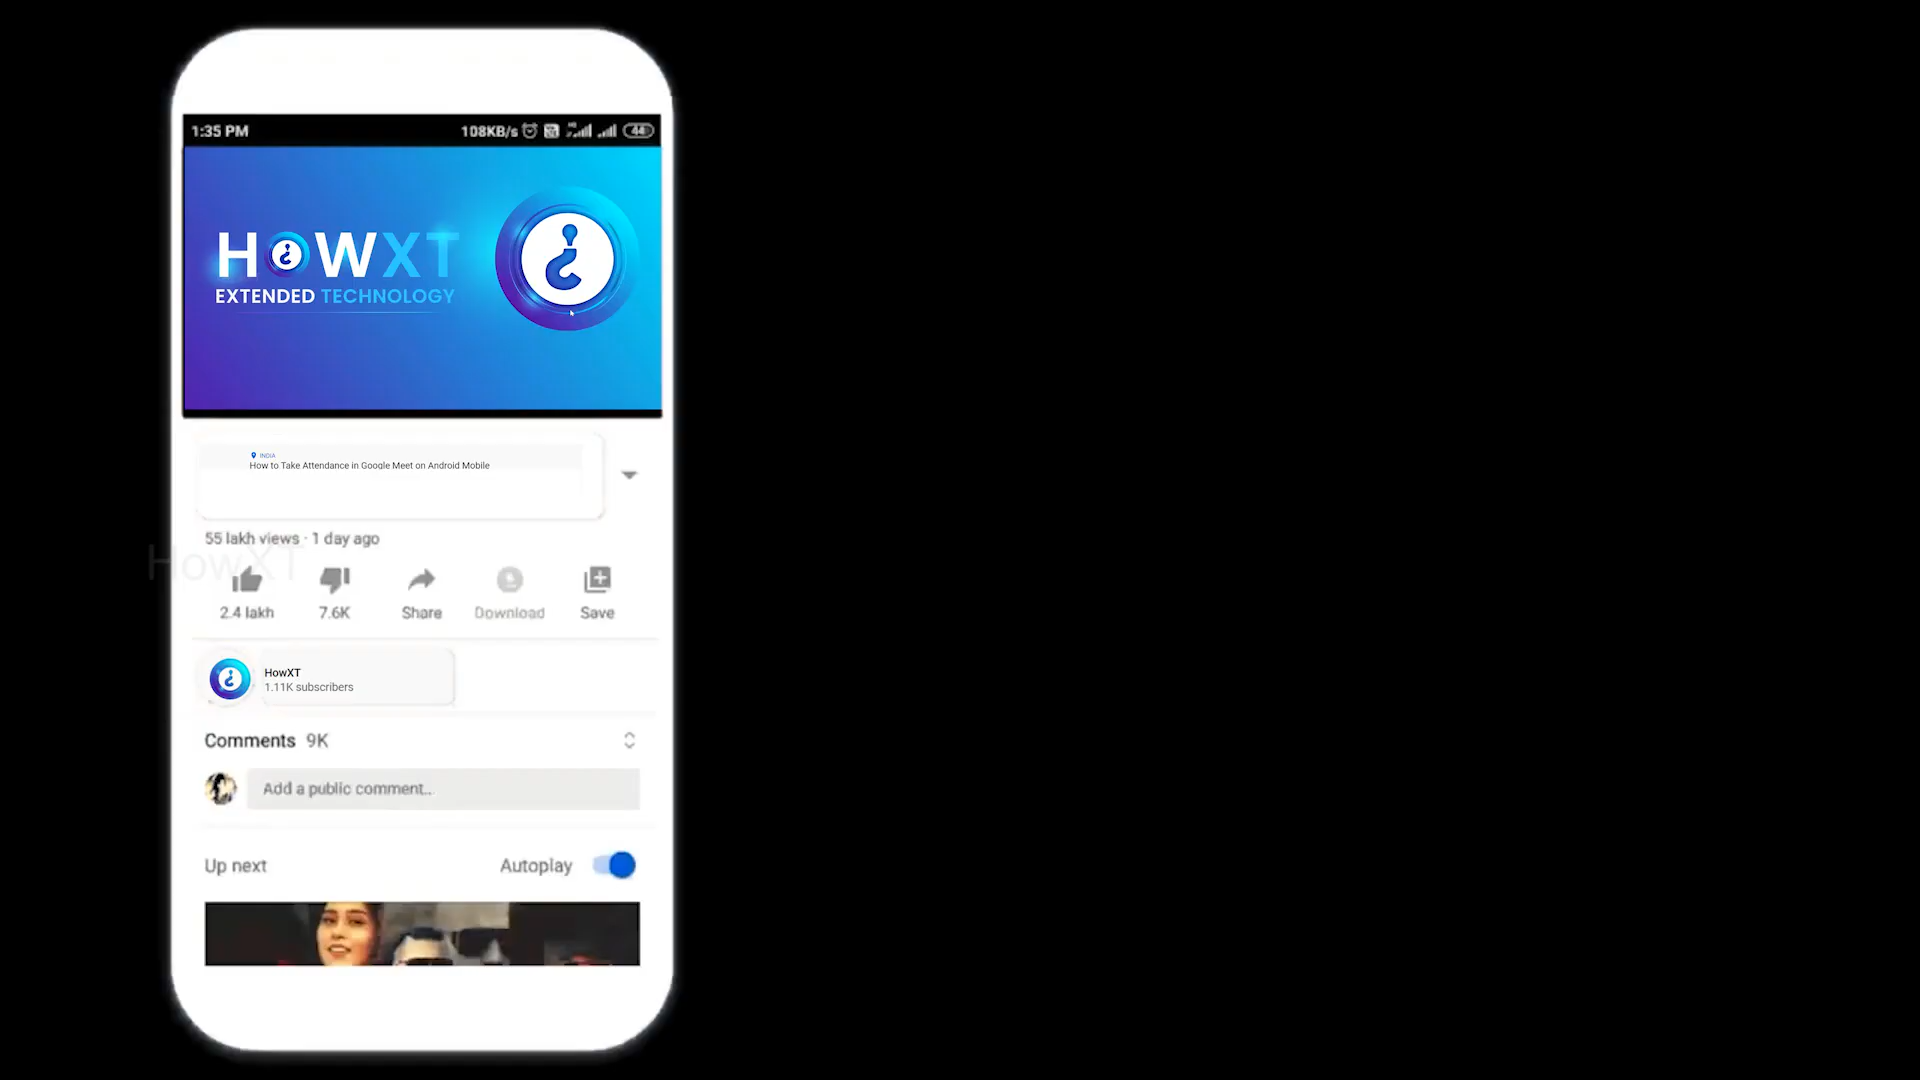 1:35 PM 108KB/s 44
HOWXT
EXTENDED TECHNOLOGY
INDIA
How to Take Attendance in Google Meet on Android Mobile
55 lakh views · 1 day ago
HowXT
2.4 lakh 7.6K Share Download Save
HowXT
1.11K subscribers
Comments 9K
Add a public comment...
Up next Autoplay